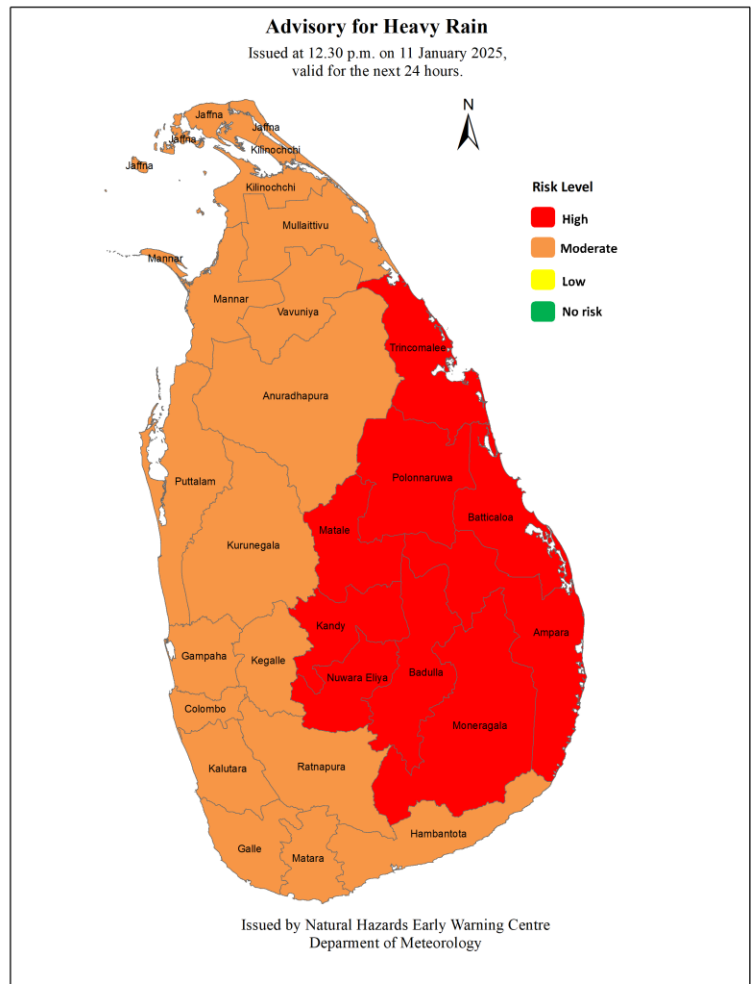 Advisory for Heavy Rain
Issued at 12.30 p.m. on 11 January 2025,
valid for the next 24 hours.
N
Risk Level
High
Moderate
Low
No risk
Jaffna
Jaffna
Jaffna
Jaffna
Kilinochchi
Kilinochchi
Mullaittivu
Mannar
Mannar
Vavuniya
Trincomalee
Anuradhapura
Polonnaruwa
Puttalam
Batticaloa
Matale
Kurunegala
Kandy
Ampara
Gampaha
Kegalle
Nuwara Eliya
Badulla
Colombo
Moneragala
Kalutara
Ratnapura
Hambantota
Galle
Matara
Issued by Natural Hazards Early Warning Centre
Deparment of Meteorology